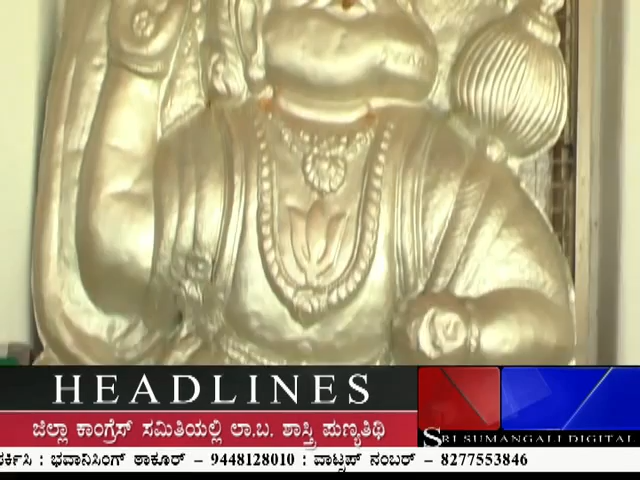 HEADLINES
ಜಿಲ್ಲಾ ಕಾಂಗ್ರೆಸ್ ಸಮಿತಿಯಲ್ಲಿ ಲಾ.ಬ. ಶಾಸ್ತ್ರಿ ಪುಣ್ಯತಿಥಿ
SRI SUMANGALI DIGITAL
ಭವಾನಿಸಿಂಗ್ ಠಾಕೂರ್ – 9448128010 : ವಾಟ್ಸಪ್ ನಂಬರ್ – 8277553846